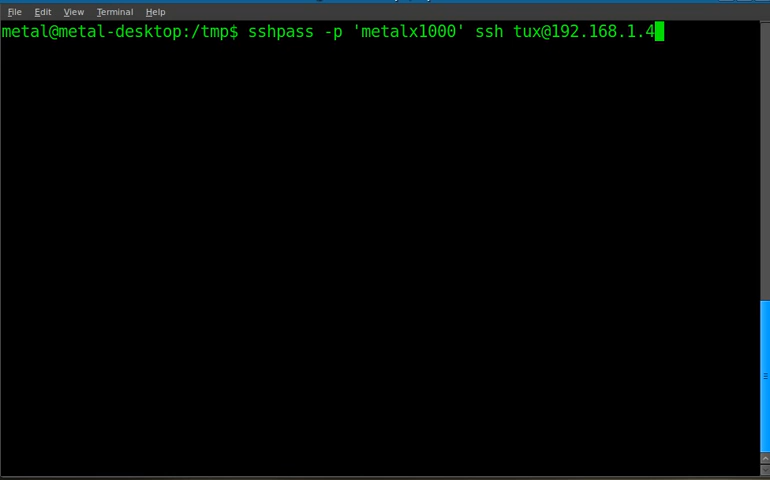 File Edit View Terminal Help
metal@metal-desktop:/tmp$ sshpass -p 'metalx1000' ssh tux@192.168.1.4